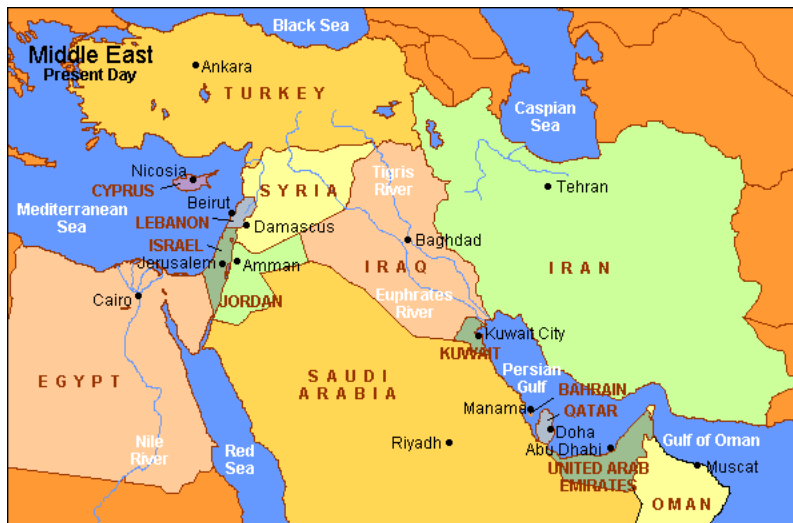 Black Sea
Middle East
Present Day
Ankara
TURKEY
Caspian
Sea
Nicosia
CYPRUS
Mediterranean
Sea
Beirut
LEBANON
SYRIA
Damascus
Tigris
River
Tehran
ISRAEL
Jerusalem
Amman
Baghdad
IRAQ
IRAN
Cairo
JORDAN
Euphrates
River
Kuwait City
KUWAIT
EGYPT
SAUDI
ARABIA
Persian
Gulf
BAHRAIN
Manama
QATAR
Doha
Nile
River
Red
Sea
Riyadh
Abu Dhabi
Gulf of Oman
UNITED ARAB
EMIRATES
Muscat
OMAN